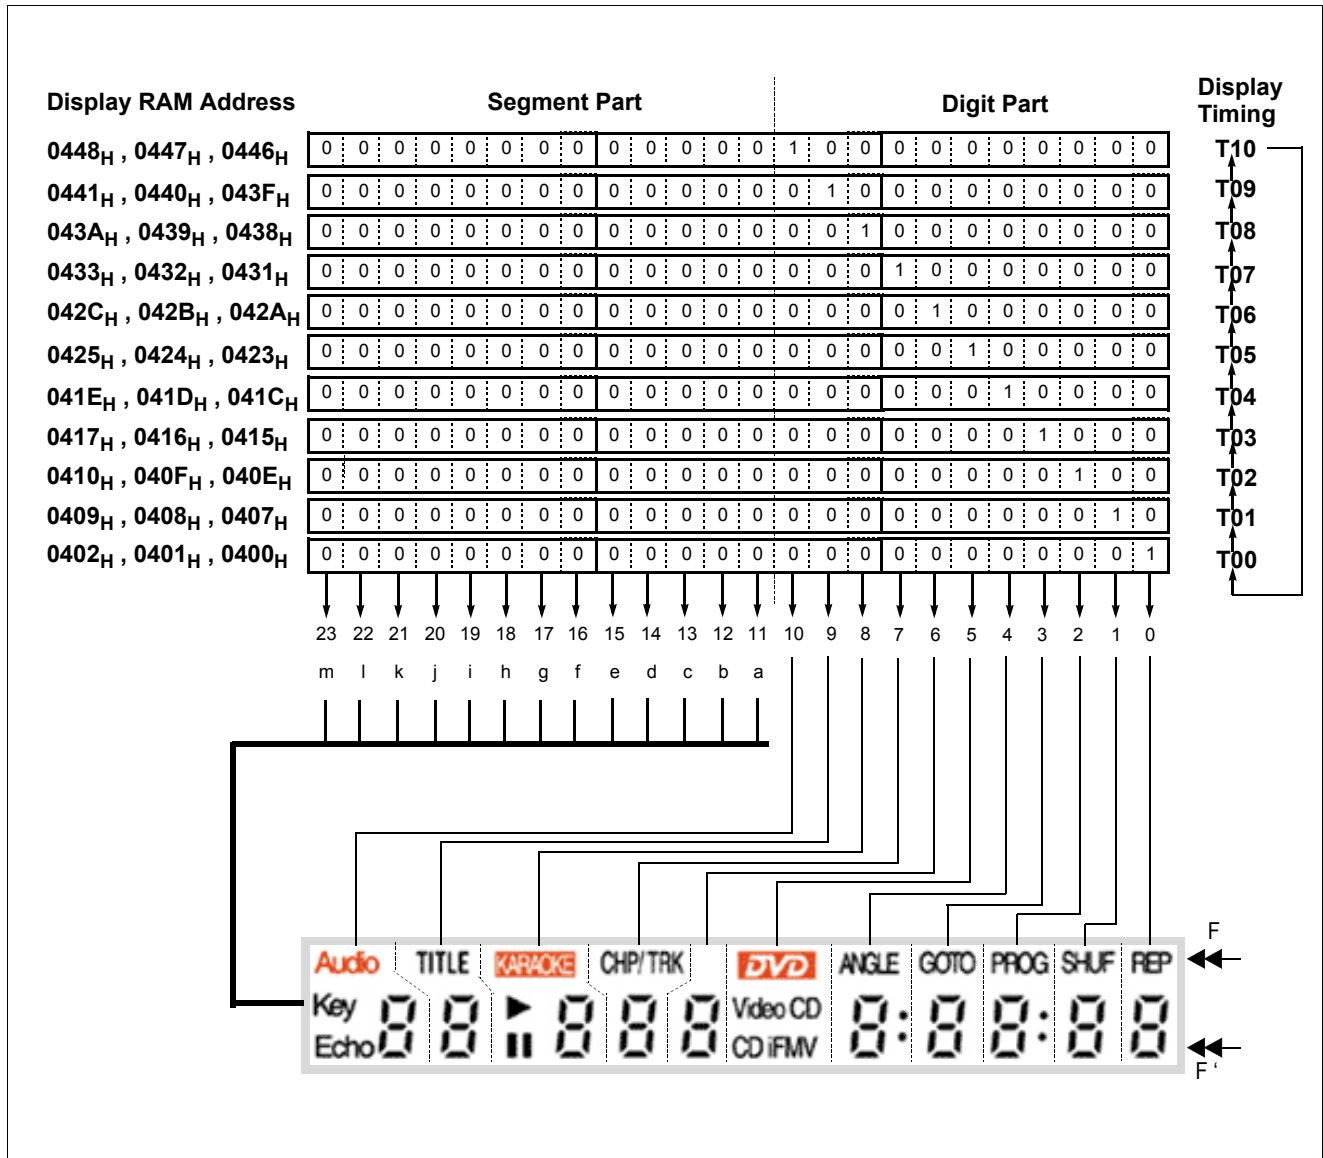 Display RAM Address Segment Part Digit Part Display Timing
0448H , 0447H , 0446H 0 0 0 0 0 0 0 0 0 0 0 0 0 1 0 0 0 0 0 0 0 0 0 0 T10
0441H , 0440H , 043FH 0 0 0 0 0 0 0 0 0 0 0 0 0 0 1 0 0 0 0 0 0 0 0 0 T09
043AH , 0439H , 0438H 0 0 0 0 0 0 0 0 0 0 0 0 0 0 0 1 0 0 0 0 0 0 0 0 T08
0433H , 0432H , 0431H 0 0 0 0 0 0 0 0 0 0 0 0 0 0 0 0 1 0 0 0 0 0 0 0 T07
042CH , 042BH , 042AH 0 0 0 0 0 0 0 0 0 0 0 0 0 0 0 0 0 1 0 0 0 0 0 0 T06
0425H , 0424H , 0423H 0 0 0 0 0 0 0 0 0 0 0 0 0 0 0 0 0 0 1 0 0 0 0 0 T05
041EH , 041DH , 041CH 0 0 0 0 0 0 0 0 0 0 0 0 0 0 0 0 0 0 0 1 0 0 0 0 T04
0417H , 0416H , 0415H 0 0 0 0 0 0 0 0 0 0 0 0 0 0 0 0 0 0 0 0 1 0 0 0 T03
0410H , 040FH , 040EH 0 0 0 0 0 0 0 0 0 0 0 0 0 0 0 0 0 0 0 0 0 1 0 0 T02
0409H , 0408H , 0407H 0 0 0 0 0 0 0 0 0 0 0 0 0 0 0 0 0 0 0 0 0 0 1 0 T01
0402H , 0401H , 0400H 0 0 0 0 0 0 0 0 0 0 0 0 0 0 0 0 0 0 0 0 0 0 0 1 T00
23 22 21 20 19 18 17 16 15 14 13 12 11 10 9 8 7 6 5 4 3 2 1 0
m l k j i h g f e d c b a
F
Audio TITLE KARAOKE CHP/TRK DVD ANGLE GOTO PROG SHUF REP
Key 8 8 8 8 8 Video CD 8:8 8:8 8
Echo CD iFMV
F '